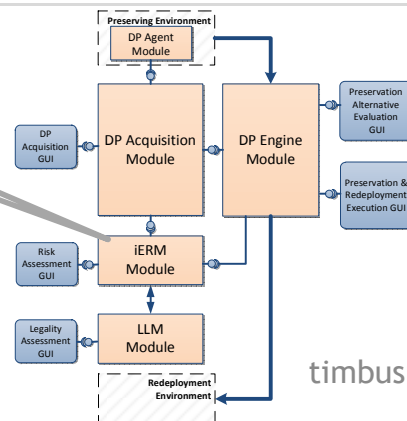 Preserving Environment
DP Agent
Module
DP
Acquisition
GUI
DP Acquisition
Module
DP Engine
Module
Preservation
Alternative
Evaluation
GUI
Preservation &
Redeployment
Execution GUI
Risk
Assessment
GUI
iERM
Module
Legality
Assessment
GUI
LLM
Module
Redeployment
Environment
timbus